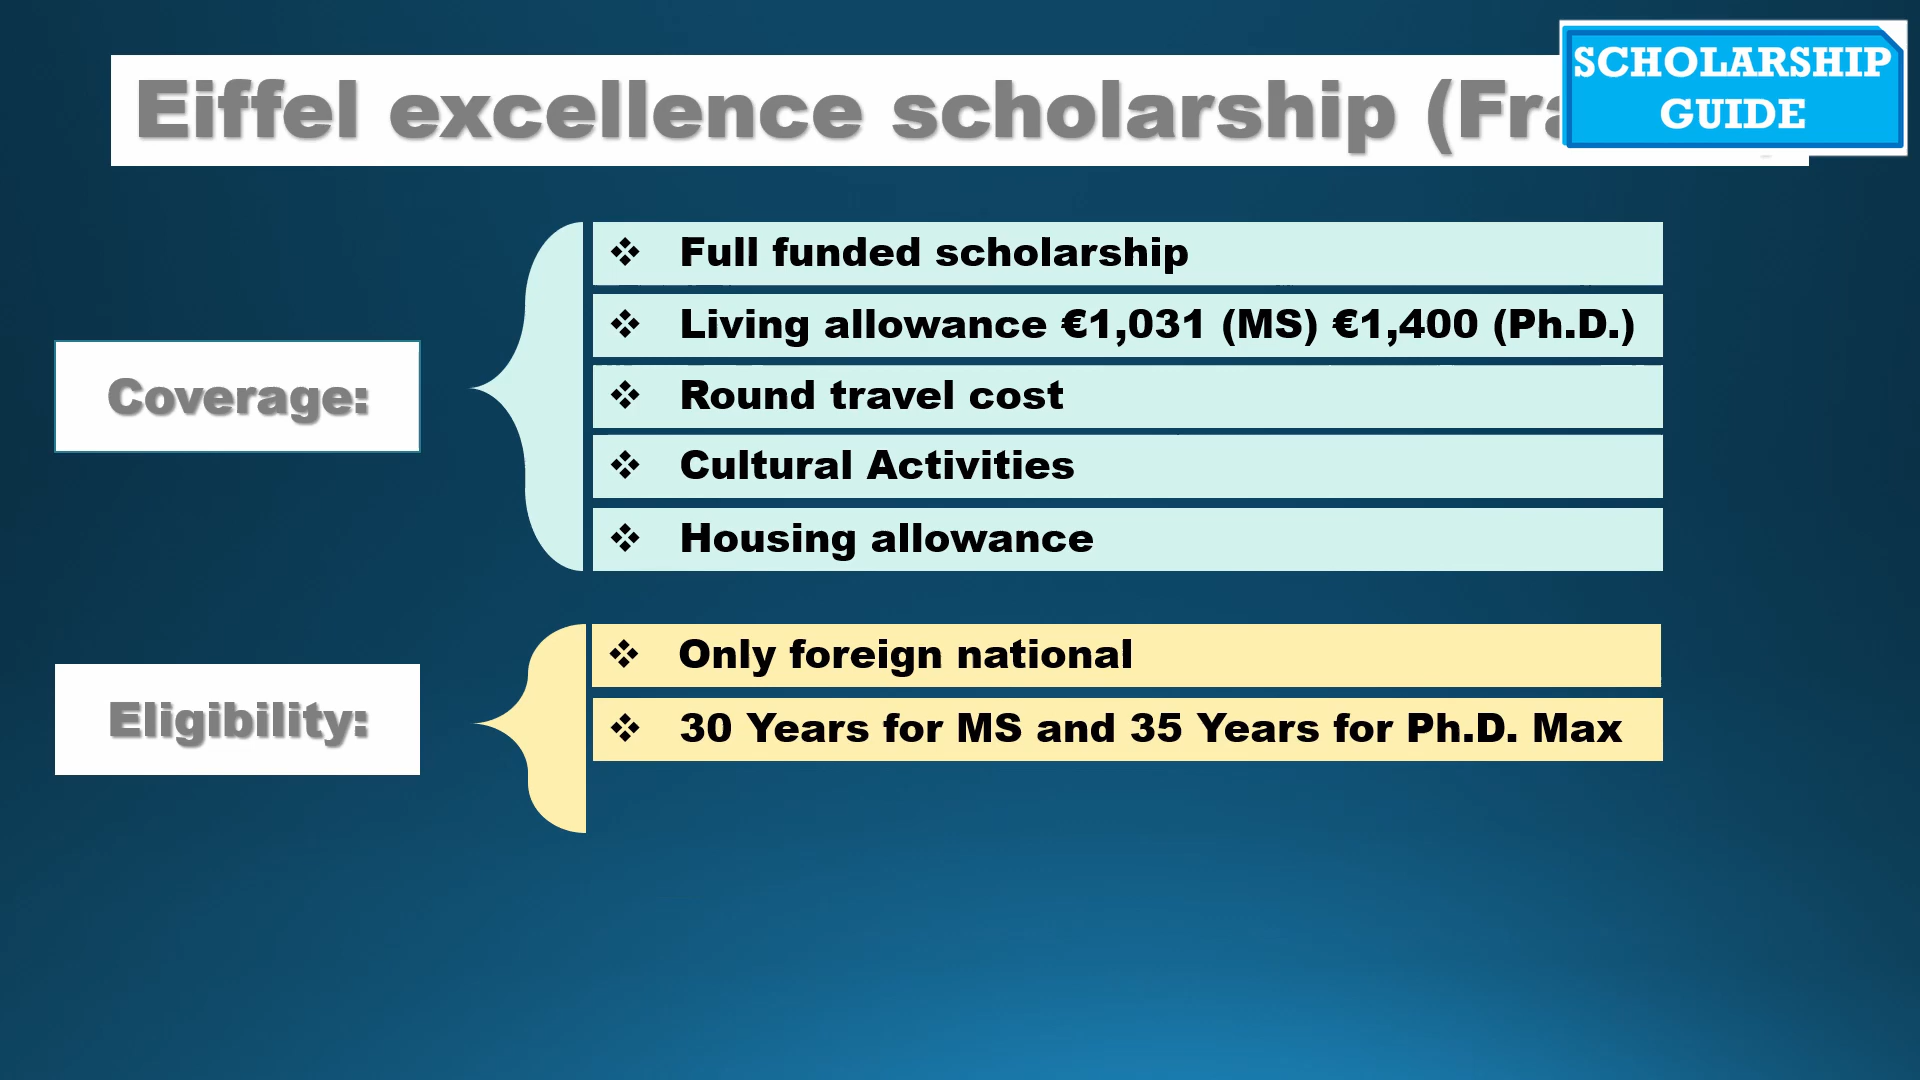 Eiffel excellence scholarship
SCHOLARSHIP
GUIDE
Coverage:
❖ Full funded scholarship
❖ Living allowance €1,031 (MS) €1,400 (Ph.D.)
❖ Round travel cost
❖ Cultural Activities
❖ Housing allowance
Eligibility:
❖ Only foreign national
❖ 30 Years for MS and 35 Years for Ph.D. Max